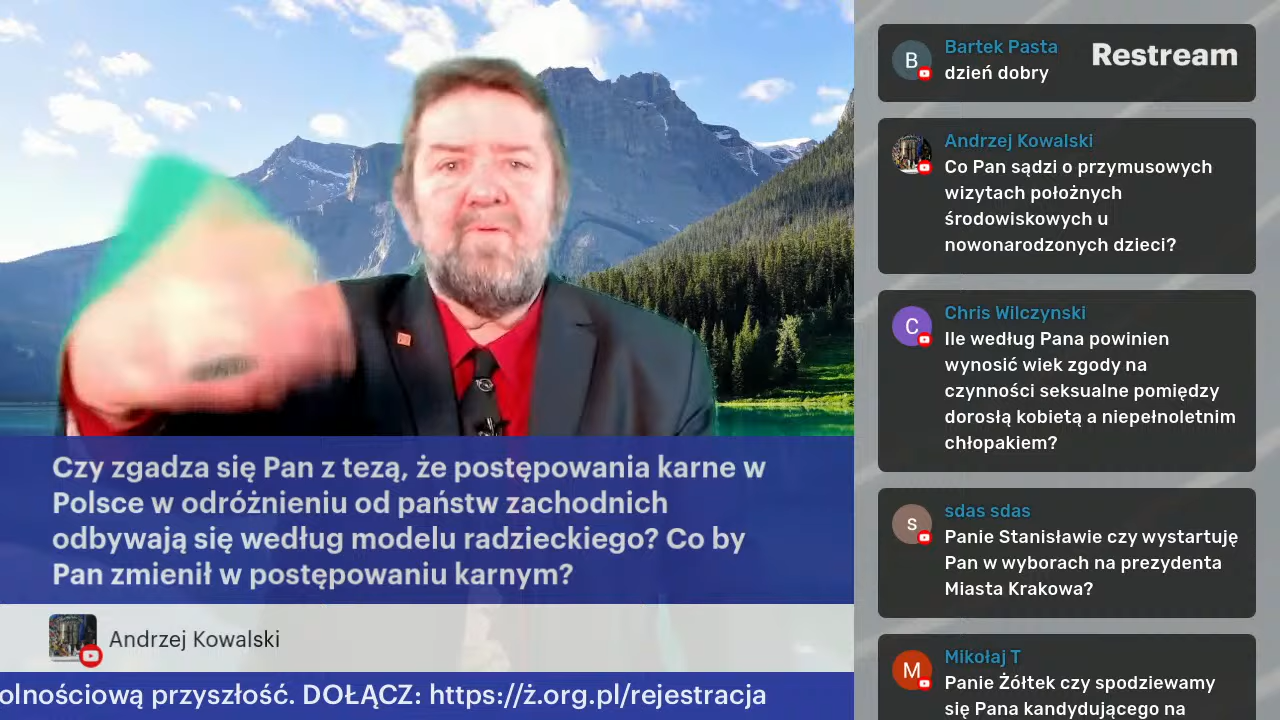 Czy zgadza się Pan z tezą, że postępowania karne w
Polsce w odróżnieniu od państw zachodnich
odbywają się według modelu radzieckiego? Co by
Pan zmienił w postępowaniu karnym?
Andrzej Kowalski
olnościową przyszłość. DOŁĄCZ: https://ż.org.pl/rejestracja
Restream
B
Bartek Pasta
dzień dobry
Andrzej Kowalski
Co Pan sądzi o przymusowych
wizytach położnych
środowiskowych u
nowonarodzonych dzieci?
C
Chris Wilczynski
Ile według Pana powinien
wynosić wiek zgody na
czynności seksualne pomiędzy
dorosłą kobietą a niepełnoletnim
chłopakiem?
s
sdas sdas
Panie Stanisławie czy wystartuję
Pan w wyborach na prezydenta
Miasta Krakowa?
M
Mikołaj T
Panie Żółtek czy spodziewamy
się Pana kandydującego na